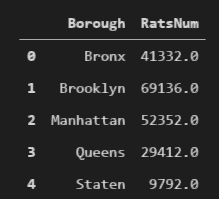 Borough RatsNum
0 Bronx 41332.0
1 Brooklyn 69136.0
2 Manhattan 52352.0
3 Queens 29412.0
4 Staten 9792.0